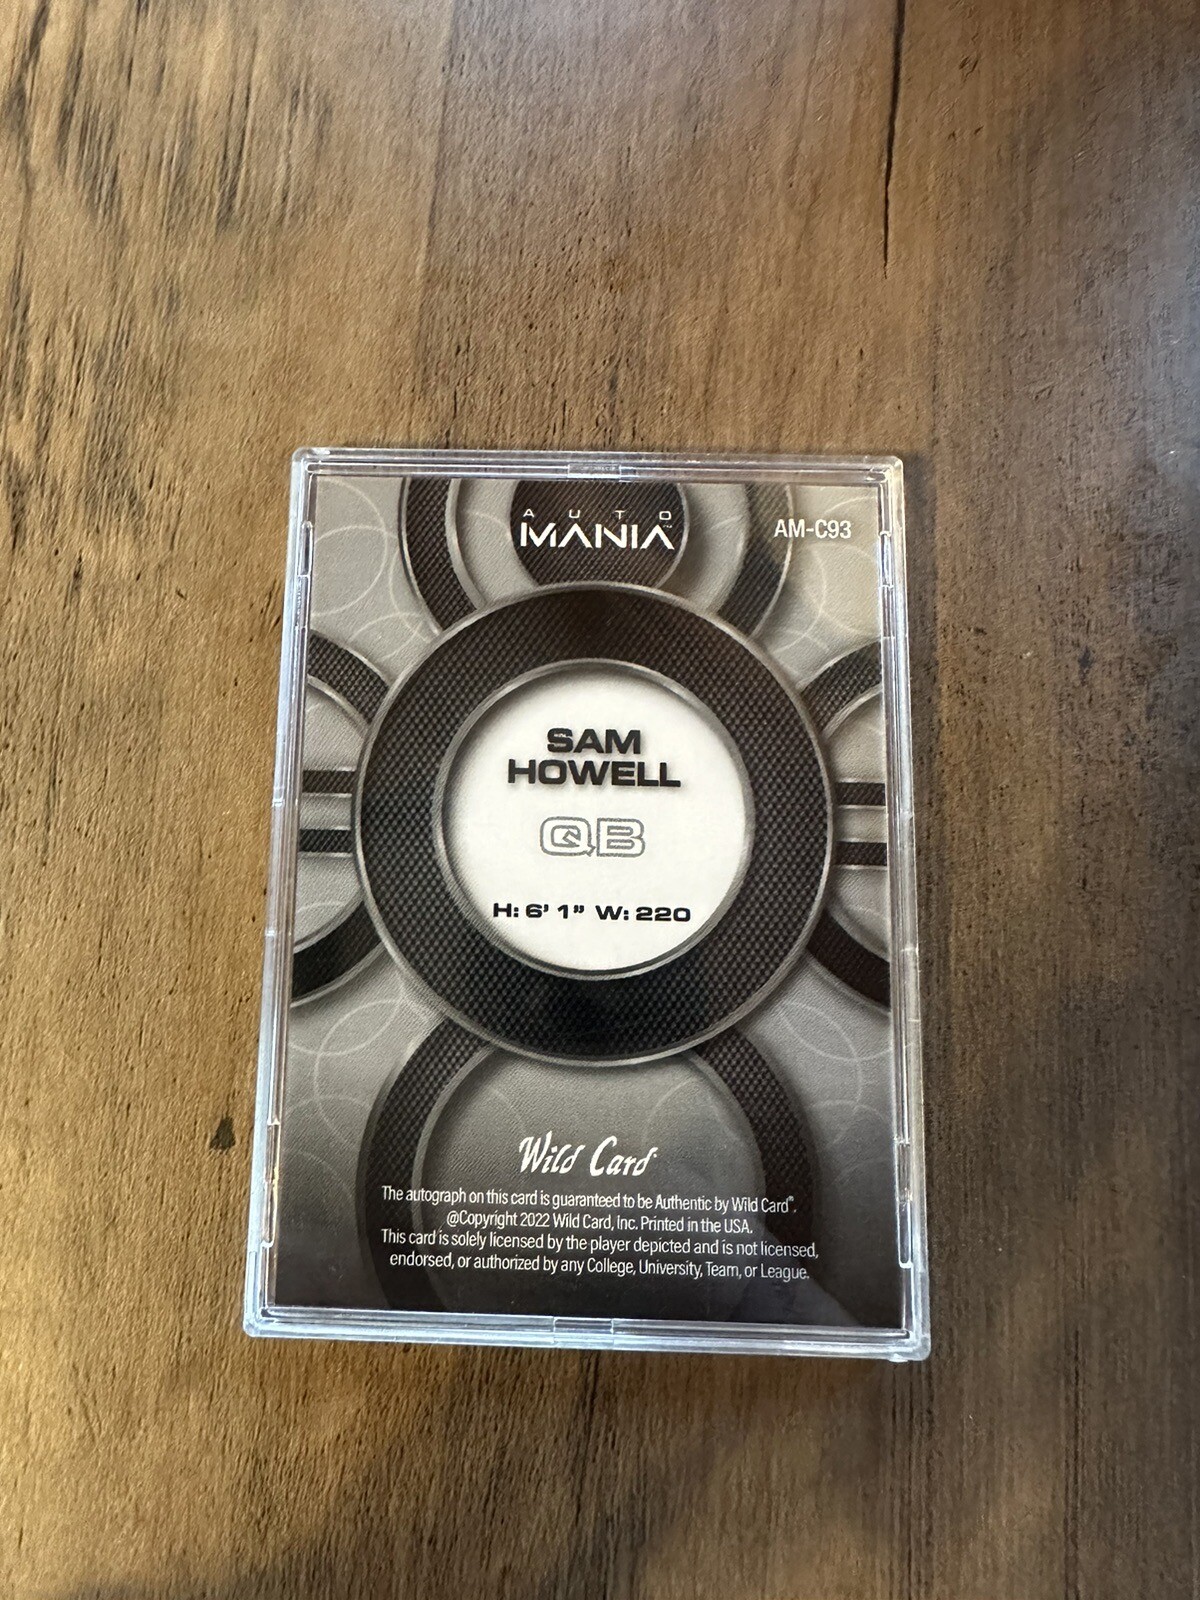 AUTO
MANIA™
AM-C93
SAM
HOWELL
QB
H: 6' 1" W: 220
Wild Card
The autograph on this card is guaranteed to be Authentic by Wild Card®.
@Copyright 2022 Wild Card, Inc. Printed in the USA.
This card is solely licensed by the player depicted and is not licensed,
endorsed, or authorized by any College, University, Team, or League.